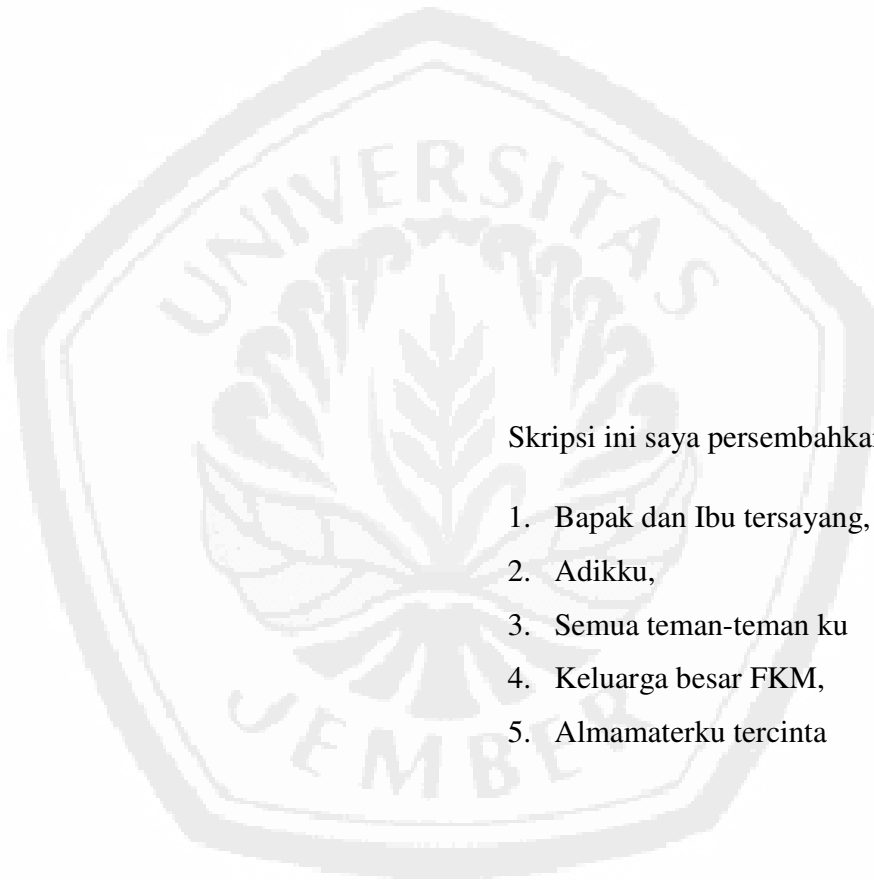 UNIVERSITAS
Skripsi ini saya persembahkan
1. Bapak dan Ibu tersayang,
2. Adikku,
3. Semua teman-teman ku
4. Keluarga besar FKM,
5. Almamaterku tercinta
JEMBER